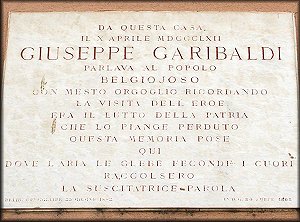 DA QUESTA CASA
IL X APRILE MDCCCLXII
GIUSEPPE GARIBALDI
PARLAVA AL POPOLO
BELGIOJOSO
CON MESTO ORGOGLIO RICORDANDO
LA VISITA DELL'EROE
ERA IL LUTTO DELLA PATRIA
CHE LO PIANGE PERDUTO
QUESTA MEMORIA POSE
QUI
DOVE L'ARIA LE GLEBE FECONDE I CUORI
RACCOLSERO
LA SUSCITATRICE PAROLA